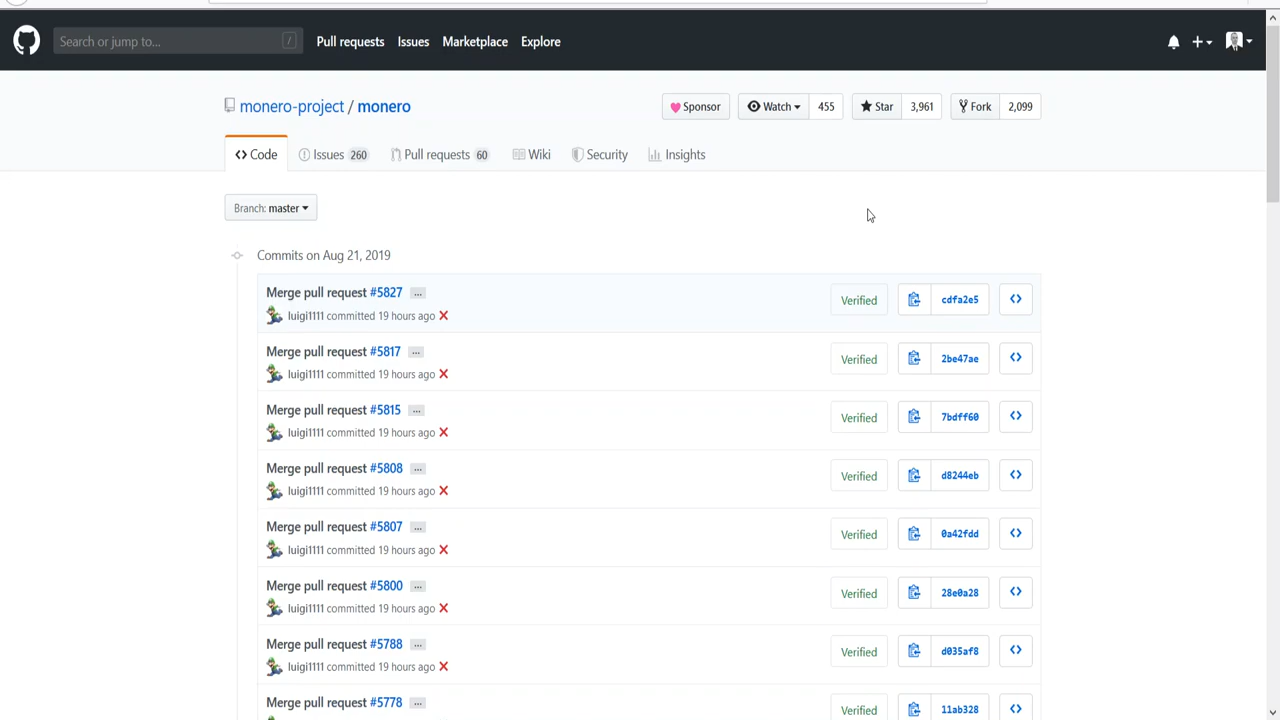 Search or jump to... /
Pull requests Issues Marketplace Explore
monero-project / monero
Sponsor Watch 455 Star 3,961 Fork 2,099
Code Issues 260 Pull requests 60 Wiki Security Insights
Branch: master
Commits on Aug 21, 2019
Merge pull request #5827 ...
luigi1111 committed 19 hours ago
Verified cdfa2e5
Merge pull request #5817 ...
luigi1111 committed 19 hours ago
Verified 2be47ae
Merge pull request #5815 ...
luigi1111 committed 19 hours ago
Verified 7bdff60
Merge pull request #5808 ...
luigi1111 committed 19 hours ago
Verified d8244eb
Merge pull request #5807 ...
luigi1111 committed 19 hours ago
Verified 0a42fdd
Merge pull request #5800 ...
luigi1111 committed 19 hours ago
Verified 28e0a28
Merge pull request #5788 ...
luigi1111 committed 19 hours ago
Verified d035af8
Merge pull request #5778 ...
Verified 11ab328